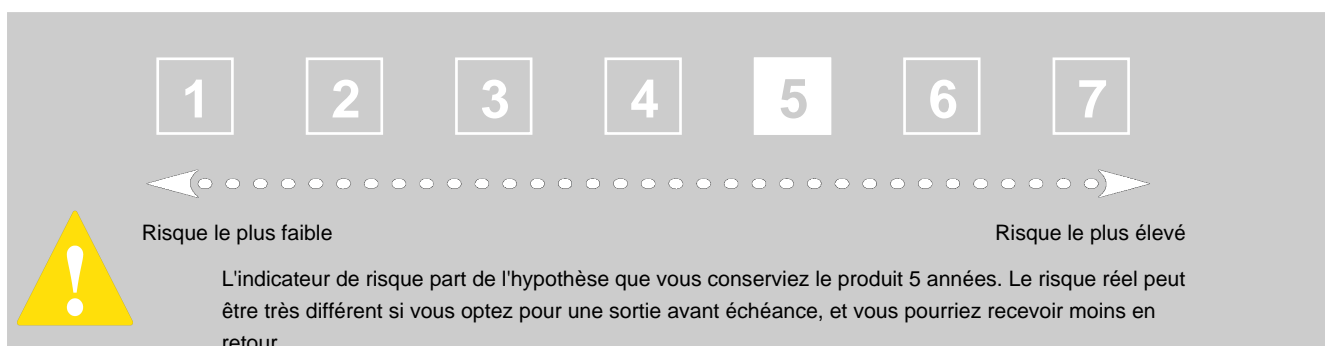 1 2 3 4 5 6 7
Risque le plus faible Risque le plus élevé
!
L'indicateur de risque part de l'hypothèse que vous conserviez le produit 5 années. Le risque réel peut
être très différent si vous optez pour une sortie avant échéance, et vous pourriez recevoir moins en
retour.